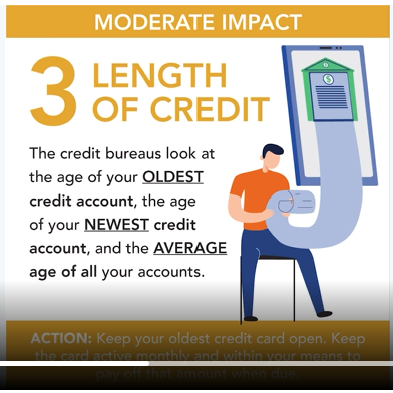 MODERATE IMPACT
3 LENGTH
OF CREDIT
The credit bureaus look at
the age of your OLDEST
credit account, the age
of your NEWEST credit
account, and the AVERAGE
age of all your accounts.
ACTION: Keep your oldest credit card open. Keep
the card active monthly and within your means to
pay off that amount when due.